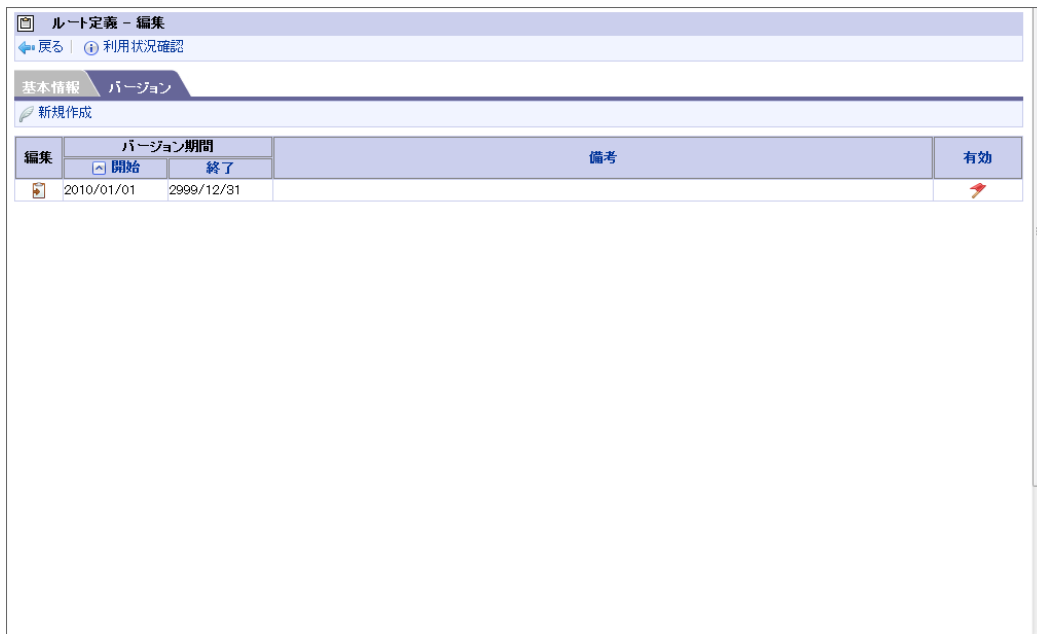 ルート定義 – 編集
戻る | 利用状況確認
基本情報 バージョン
新規作成
編集 バージョン期間 備考 有効
開始 終了
2010/01/01 2999/12/31